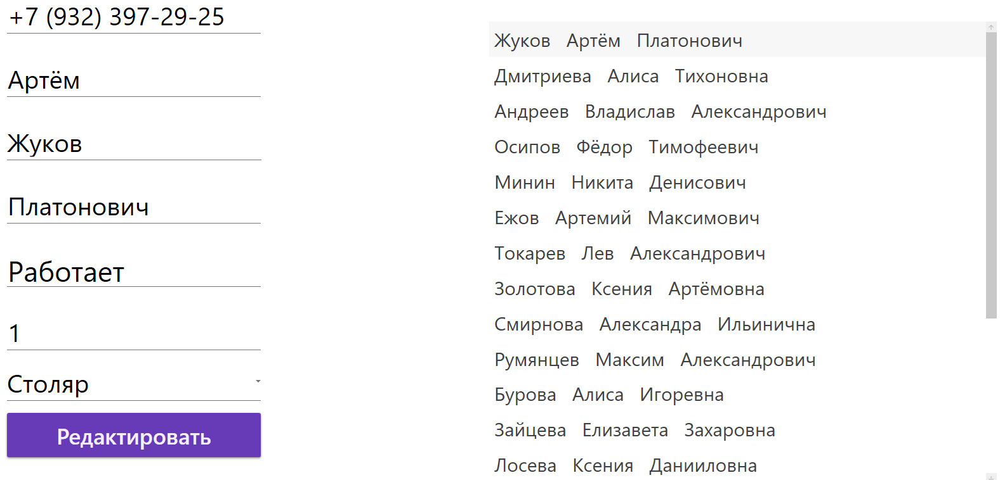 +7 (932) 397-29-25
Артём
Жуков
Платонович
Работает
1
Столяр
Редактировать
Жуков Артём Платонович
Дмитриева Алиса Тихоновна
Андреев Владислав Александрович
Осипов Фёдор Тимофеевич
Минин Никита Денисович
Ежов Артемий Максимович
Токарев Лев Александрович
Золотова Ксения Артёмовна
Смирнова Александра Ильинична
Румянцев Максим Александрович
Бурова Алиса Игоревна
Зайцева Елизавета Захаровна
Лосева Ксения Данииловна